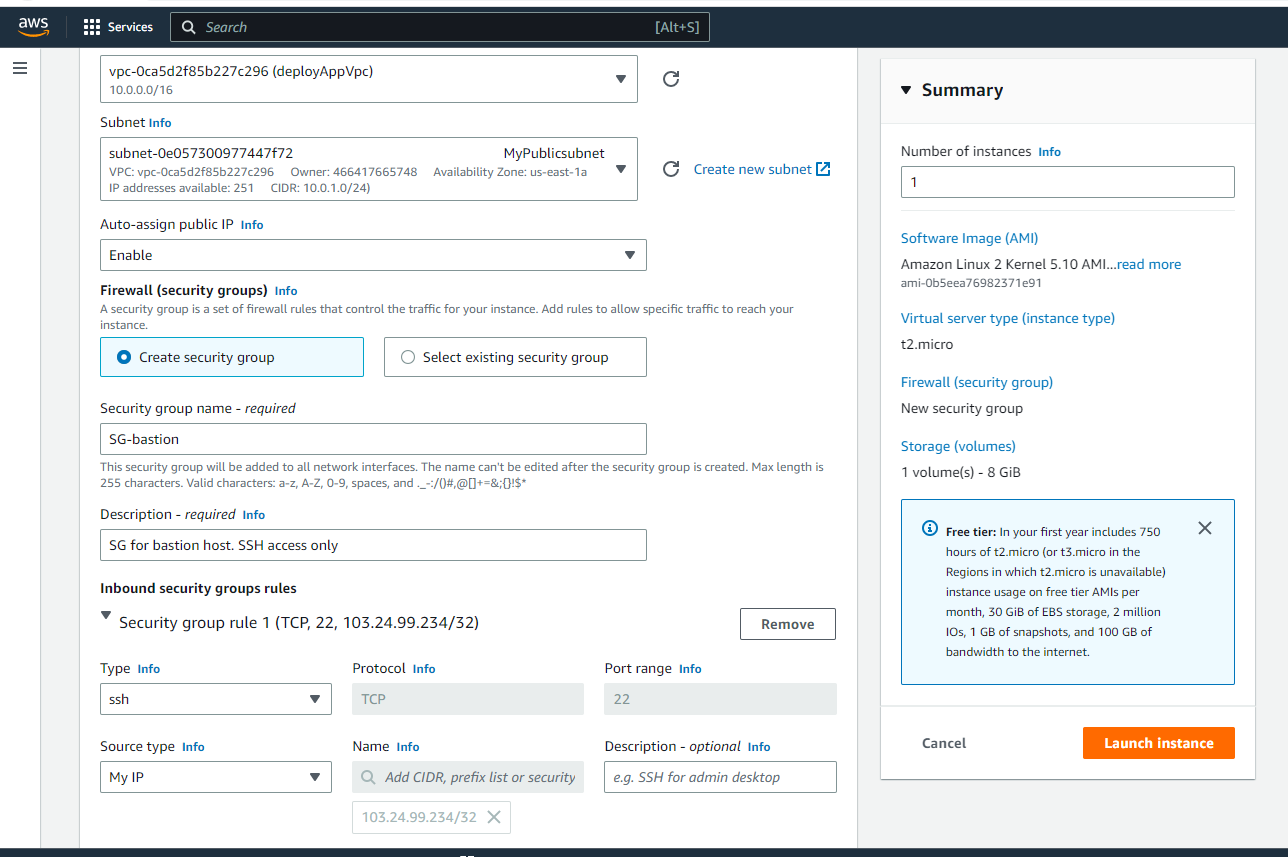 aws
Services
Search
[Alt+S]
vpc-0ca5d2f85b227c296 (deployAppVpc)
10.0.0.0/16
Subnet Info
subnet-0e057300977447f72 MyPublicsubnet
VPC: vpc-0ca5d2f85b227c296 Owner: 466417665748 Availability Zone: us-east-1a
IP addresses available: 251 CIDR: 10.0.1.0/24)
Create new subnet
Auto-assign public IP Info
Enable
Firewall (security groups) Info
A security group is a set of firewall rules that control the traffic for your instance. Add rules to allow specific traffic to reach your
instance.
Create security group
Select existing security group
Security group name - required
SG-bastion
This security group will be added to all network interfaces. The name can't be edited after the security group is created. Max length is
255 characters. Valid characters: a-z, A-Z, 0-9, spaces, and ._-:/()#,@[]+=&;{}!$*
Description - required Info
SG for bastion host. SSH access only
Inbound security groups rules
Security group rule 1 (TCP, 22, 103.24.99.234/32)
Remove
Type Info
Protocol Info
Port range Info
ssh
TCP
22
Source type Info
Name Info
Description - optional Info
My IP
Add CIDR, prefix list or security
e.g. SSH for admin desktop
103.24.99.234/32
Summary
Number of instances Info
1
Software Image (AMI)
Amazon Linux 2 Kernel 5.10 AMI...read more
ami-0b5eea76982371e91
Virtual server type (instance type)
t2.micro
Firewall (security group)
New security group
Storage (volumes)
1 volume(s) - 8 GiB
Free tier: In your first year includes 750
hours of t2.micro (or t3.micro in the
Regions in which t2.micro is unavailable)
instance usage on free tier AMIs per
month, 30 GiB of EBS storage, 2 million
IOs, 1 GB of snapshots, and 100 GB of
bandwidth to the internet.
Cancel
Launch instance